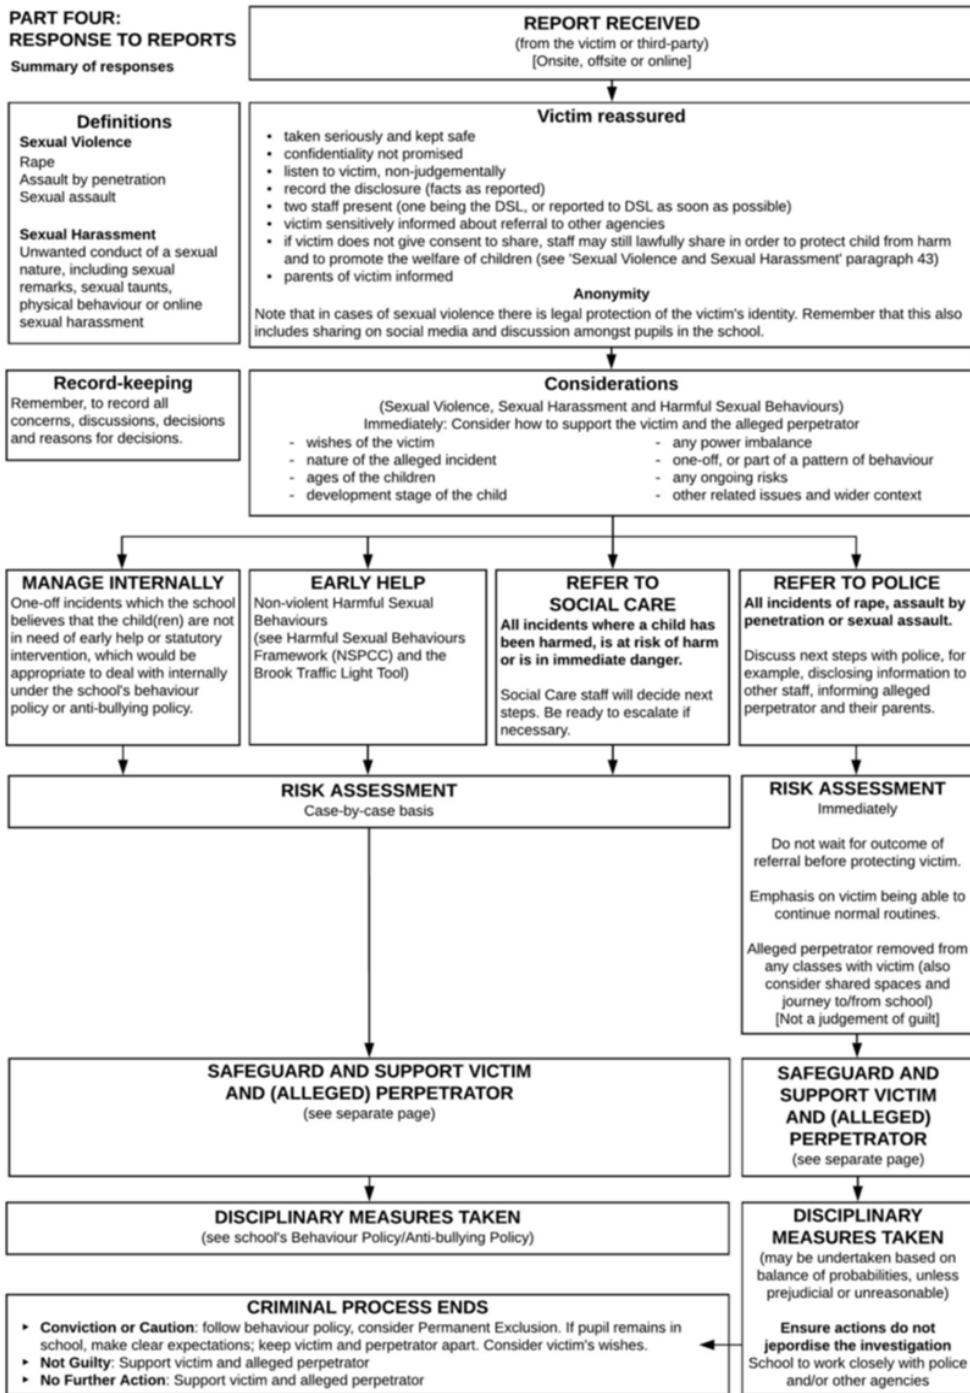 PART FOUR:
RESPONSE TO REPORTS
Summary of responses
REPORT RECEIVED
(from the victim or third-party)
[Onsite, offsite or online]
Definitions
Sexual Violence
Rape
Assault by penetration
Sexual assault
Sexual Harassment
Unwanted conduct of a sexual
nature, including sexual
remarks, sexual taunts,
physical behaviour or online
sexual harassment
Victim reassured
• taken seriously and kept safe
• confidentiality not promised
• listen to victim, non-judgementally
• record the disclosure (facts as reported)
• two staff present (one being the DSL, or reported to DSL as soon as possible)
• victim sensitively informed about referral to other agencies
• if victim does not give consent to share, staff may still lawfully share in order to protect child from harm
and to promote the welfare of children (see 'Sexual Violence and Sexual Harassment' paragraph 43)
• parents of victim informed
Anonymity
Note that in cases of sexual violence there is legal protection of the victim's identity. Remember that this also
includes sharing on social media and discussion amongst pupils in the school.
Record-keeping
Remember, to record all
concerns, discussions, decisions
and reasons for decisions.
Considerations
(Sexual Violence, Sexual Harassment and Harmful Sexual Behaviours)
Immediately: Consider how to support the victim and the alleged perpetrator
- wishes of the victim
- nature of the alleged incident
- ages of the children
- development stage of the child
- any power imbalance
- one-off, or part of a pattern of behaviour
- any ongoing risks
- other related issues and wider context
MANAGE INTERNALLY
One-off incidents which the school
believes that the child(ren) are not
in need of early help or statutory
intervention, which would be
appropriate to deal with internally
under the school's behaviour
policy or anti-bullying policy.
EARLY HELP
Non-violent Harmful Sexual
Behaviours
(see Harmful Sexual Behaviours
Framework (NSPCC) and the
Brook Traffic Light Tool)
REFER TO
SOCIAL CARE
All incidents where a child has
been harmed, is at risk of harm
or is in immediate danger.
Social Care staff will decide next
steps. Be ready to escalate if
necessary.
REFER TO POLICE
All incidents of rape, assault by
penetration or sexual assault.
Discuss next steps with police, for
example, disclosing information to
other staff, informing alleged
perpetrator and their parents.
RISK ASSESSMENT
Case-by-case basis
RISK ASSESSMENT
Immediately
Do not wait for outcome of
referral before protecting victim.
Emphasis on victim being able to
continue normal routines.
Alleged perpetrator removed from
any classes with victim (also
consider shared spaces and
journey to/from school)
[Not a judgement of guilt]
SAFEGUARD AND SUPPORT VICTIM
AND (ALLEGED) PERPETRATOR
(see separate page)
SAFEGUARD AND
SUPPORT VICTIM
AND (ALLEGED)
PERPETRATOR
(see separate page)
DISCIPLINARY MEASURES TAKEN
(see school's Behaviour Policy/Anti-bullying Policy)
DISCIPLINARY
MEASURES TAKEN
(may be undertaken based on
balance of probabilities, unless
prejudicial or unreasonable)
Ensure actions do not
jepordise the investigation
School to work closely with police
and/or other agencies
CRIMINAL PROCESS ENDS
▸ Conviction or Caution: follow behaviour policy, consider Permanent Exclusion. If pupil remains in
school, make clear expectations; keep victim and perpetrator apart. Consider victim's wishes.
▸ Not Guilty: Support victim and alleged perpetrator
▸ No Further Action: Support victim and alleged perpetrator